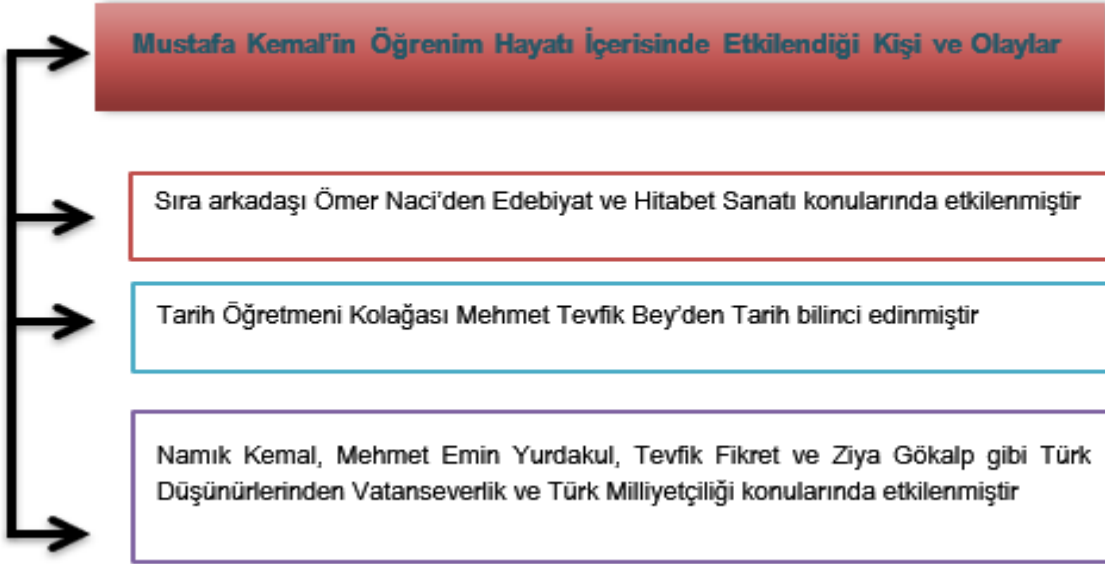 Mustafa Kemal’in Öğrenim Hayatı İçerisinde Etkilendiği Kişi ve Olaylar
Sıra arkadaşı Ömer Naci’den Edebiyat ve Hitabet Sanatı konularında etkilenmiştir
Tarih Öğretmeni Kolağası Mehmet Tevfik Bey’den Tarih bilinci edinmiştir
Namık Kemal, Mehmet Emin Yurdakul, Tevfik Fikret ve Ziya Gökalp gibi Türk
Düşünürlerinden Vatanseverlik ve Türk Milliyetçiliği konularında etkilenmiştir